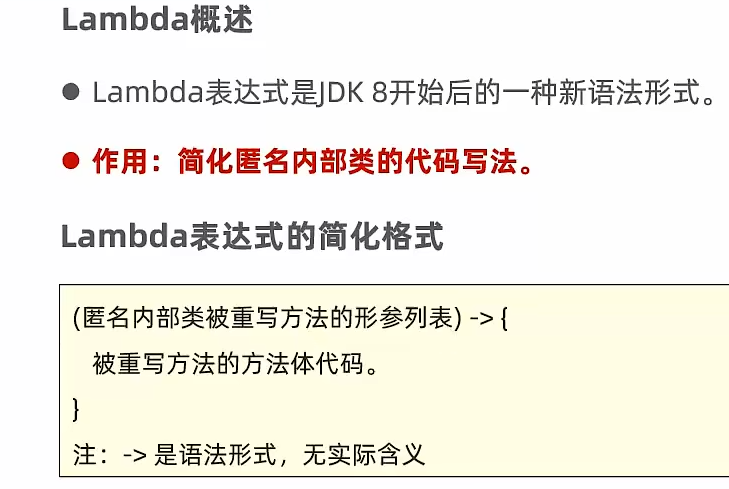 Lambda概述
● Lambda表达式是JDK 8开始后的一种新语法形式。
● 作用：简化匿名内部类的代码写法。
Lambda表达式的简化格式
(匿名内部类被重写方法的形参列表) -> {
被重写方法的方法体代码。
}
注：-> 是语法形式，无实际含义